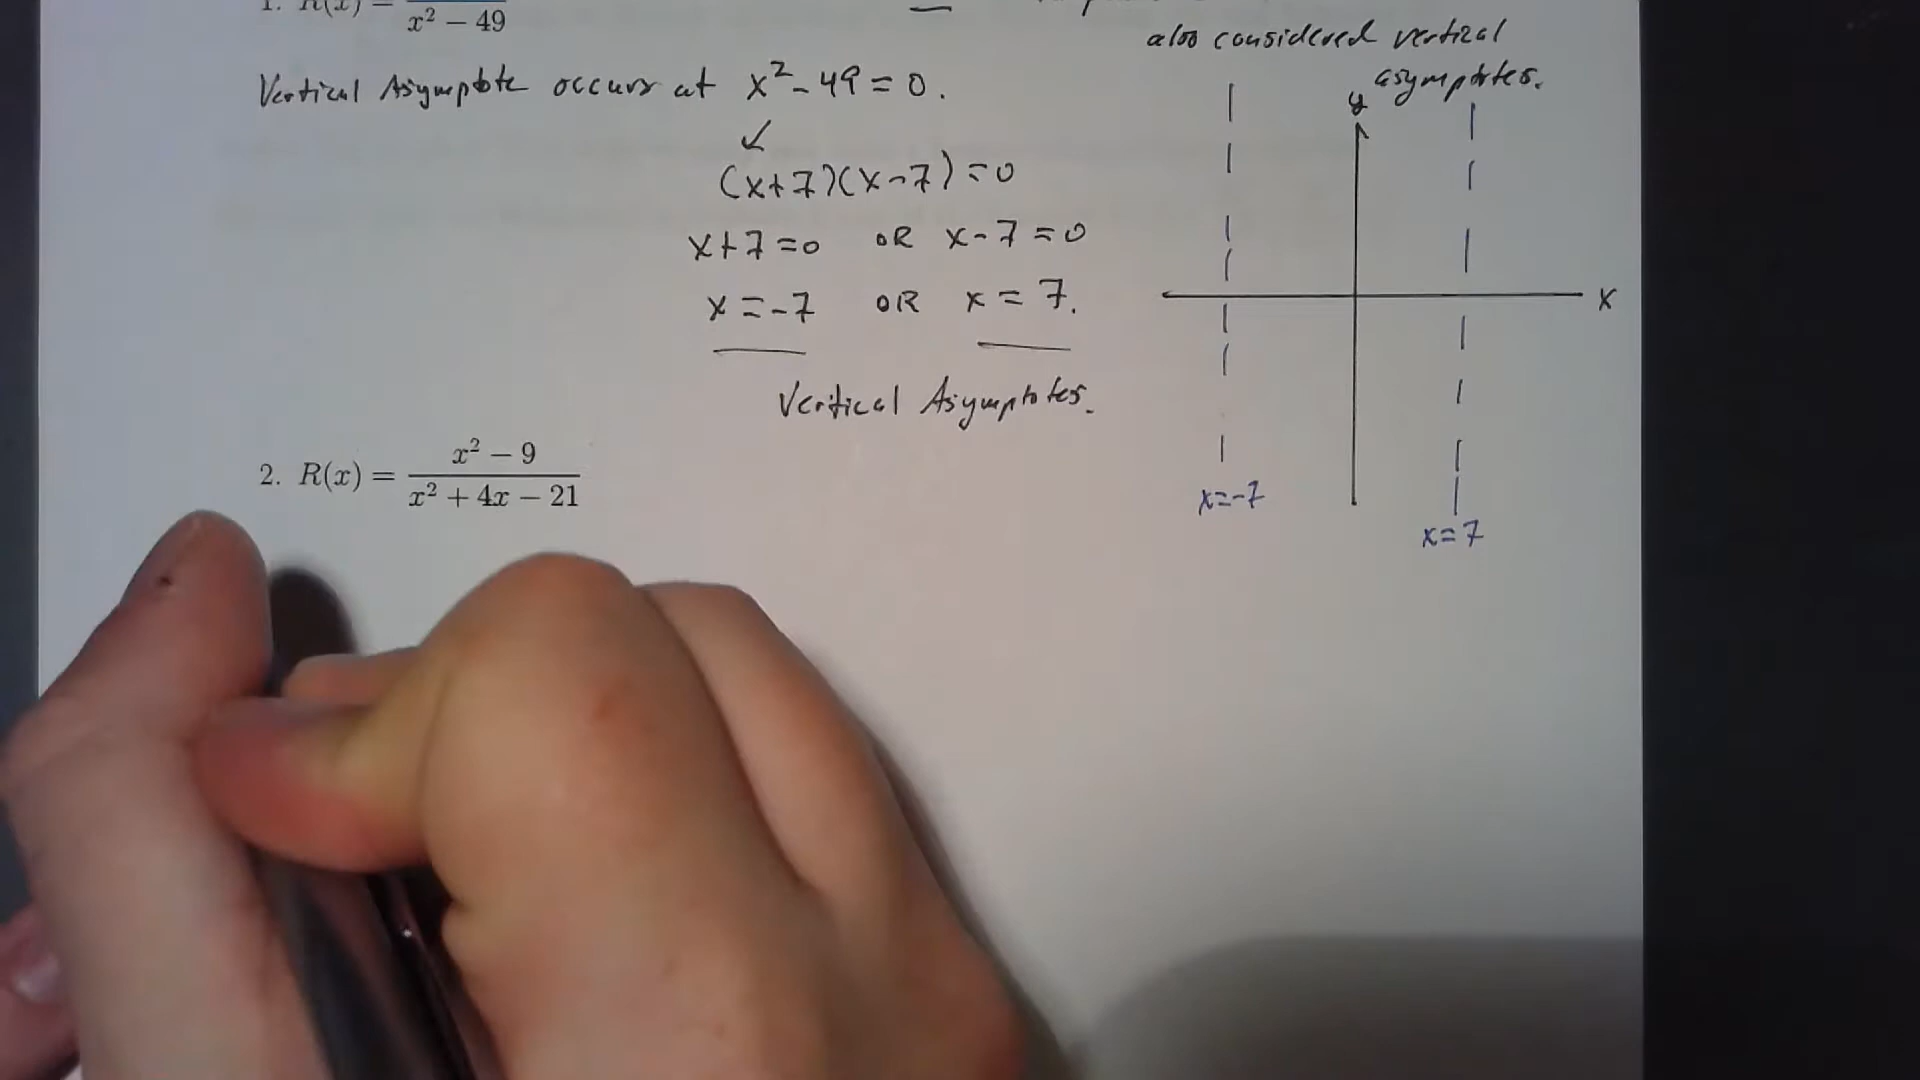 1. R(x) =
x² − 49
also considered vertical
asymptotes.
Vertical Asymptote occurs at x² - 49 = 0.
↙
(x+7)(x-7) = 0
x+7 = 0 OR x-7 = 0
x = -7 OR x = 7.
Vertical Asymptotes.
y
x
x=-7
x=7
2. R(x) = x² − 9
x² + 4x − 21